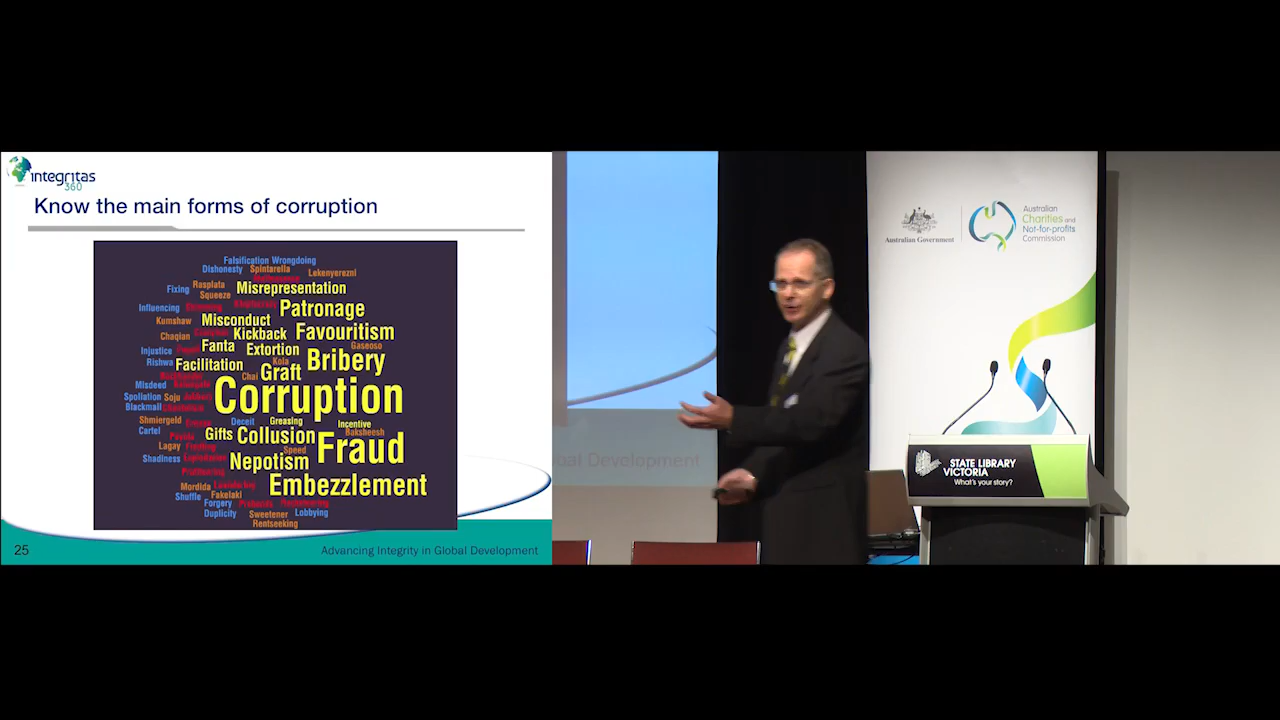 integritas
360
Know the main forms of corruption
Falsification Wrongdoing
Dishonesty Spintarella Lekenyerezni
Rasplata
Fixing Misrepresentation
Squeeze
Influencing Patronage
Kumshaw Misconduct
Kickback Favouritism
Chaqian
Fanta Extortion Gaseoso
Injustice
Rishwa Facilitation Kola Bribery
Chai Graft
Misdeed
Spoliation Soju Corruption
Blackmail
Shmiergeld Deceit Greasing Incentive
Cartel Gifts Collusion Baksheesh
Lagay Speed Fraud
Shadiness Nepotism
Mordida Embezzlement
Shuffle Fakelaki
Forgery
Duplicity Sweetener Lobbying
Rentseeking
25
Advancing Integrity in Global Development
bal Development
Australian Government
Australian
Charities and
Not-for-profits
Commission
STATE LIBRARY
VICTORIA
What's your story?